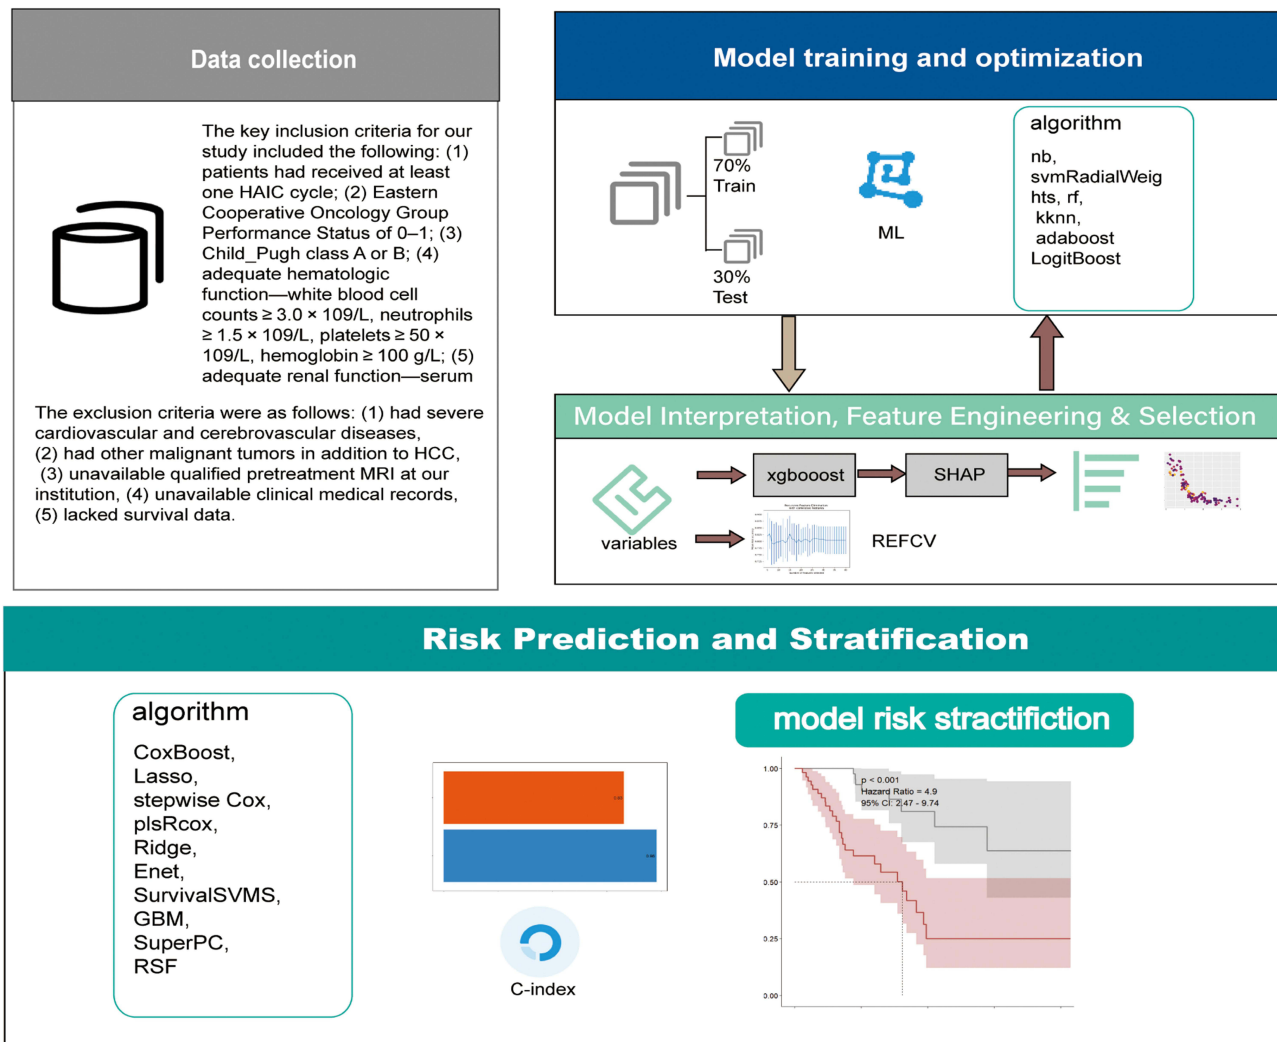 Data collection
The key inclusion criteria for our
study included the following: (1)
patients had received at least
one HAIC cycle; (2) Eastern
Cooperative Oncology Group
Performance Status of 0–1; (3)
Child_Pugh class A or B; (4)
adequate hematologic
function—white blood cell
counts ≥ 3.0 × 109/L, neutrophils
≥ 1.5 × 109/L, platelets ≥ 50 ×
109/L, hemoglobin ≥ 100 g/L; (5)
adequate renal function—serum
The exclusion criteria were as follows: (1) had severe
cardiovascular and cerebrovascular diseases,
(2) had other malignant tumors in addition to HCC,
(3) unavailable qualified pretreatment MRI at our
institution, (4) unavailable clinical medical records,
(5) lacked survival data.
Model training and optimization
70%
Train
30%
Test
ML
algorithm
nb,
svmRadialWeig
hts, rf,
kknn,
adaboost
LogitBoost
Model Interpretation, Feature Engineering & Selection
variables
xgbooost
SHAP
REFCV
Risk Prediction and Stratification
algorithm
CoxBoost,
Lasso,
stepwise Cox,
plsRcox,
Ridge,
Enet,
SurvivalSVMS,
GBM,
SuperPC,
RSF
C-index
model risk stractifiction
p < 0.001
Hazard Ratio = 4.9
95% CI: 2.47 - 9.74
1.00
0.75
0.50
0.25
0.00